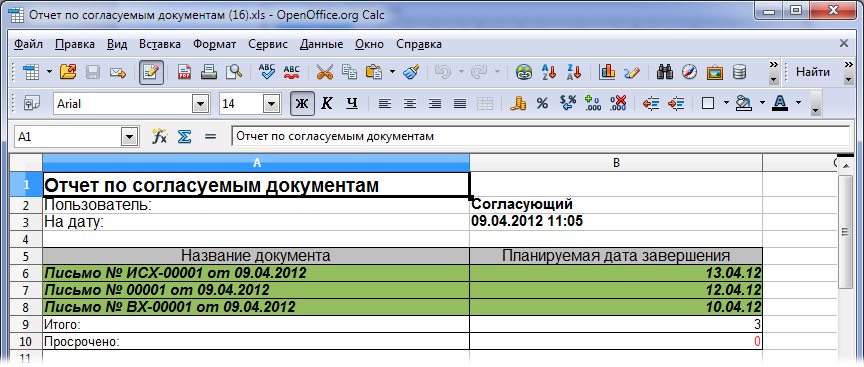 Отчет по согласуемым документам (16).xls - OpenOffice.org Calc
Файл Правка Вид Вставка Формат Сервис Данные Окно Справка
ABC ABC Найти
Arial 14 Ж К Ч % $% .000 .000 A
A1 Отчет по согласуемым документам
A B C
1 Отчет по согласуемым документам
2 Пользователь: Согласующий
3 На дату: 09.04.2012 11:05
4
5 Название документа Планируемая дата завершения
6 Письмо № ИСХ-00001 от 09.04.2012 13.04.12
7 Письмо № 00001 от 09.04.2012 12.04.12
8 Письмо № ВХ-00001 от 09.04.2012 10.04.12
9 Итого: 3
10 Просрочено: 0
11